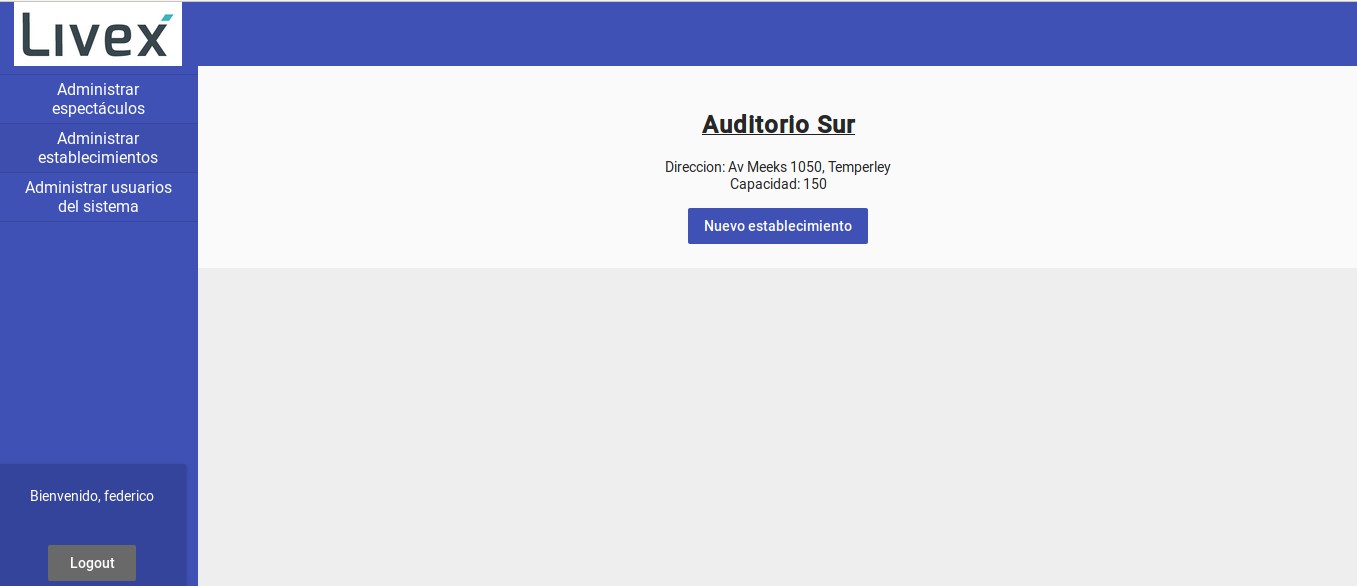 Livex
Administrar
espectáculos
Administrar
establecimientos
Administrar usuarios
del sistema
Auditorio Sur
Direccion: Av Meeks 1050, Temperley
Capacidad: 150
Nuevo establecimiento
Bienvenido, federico
Logout